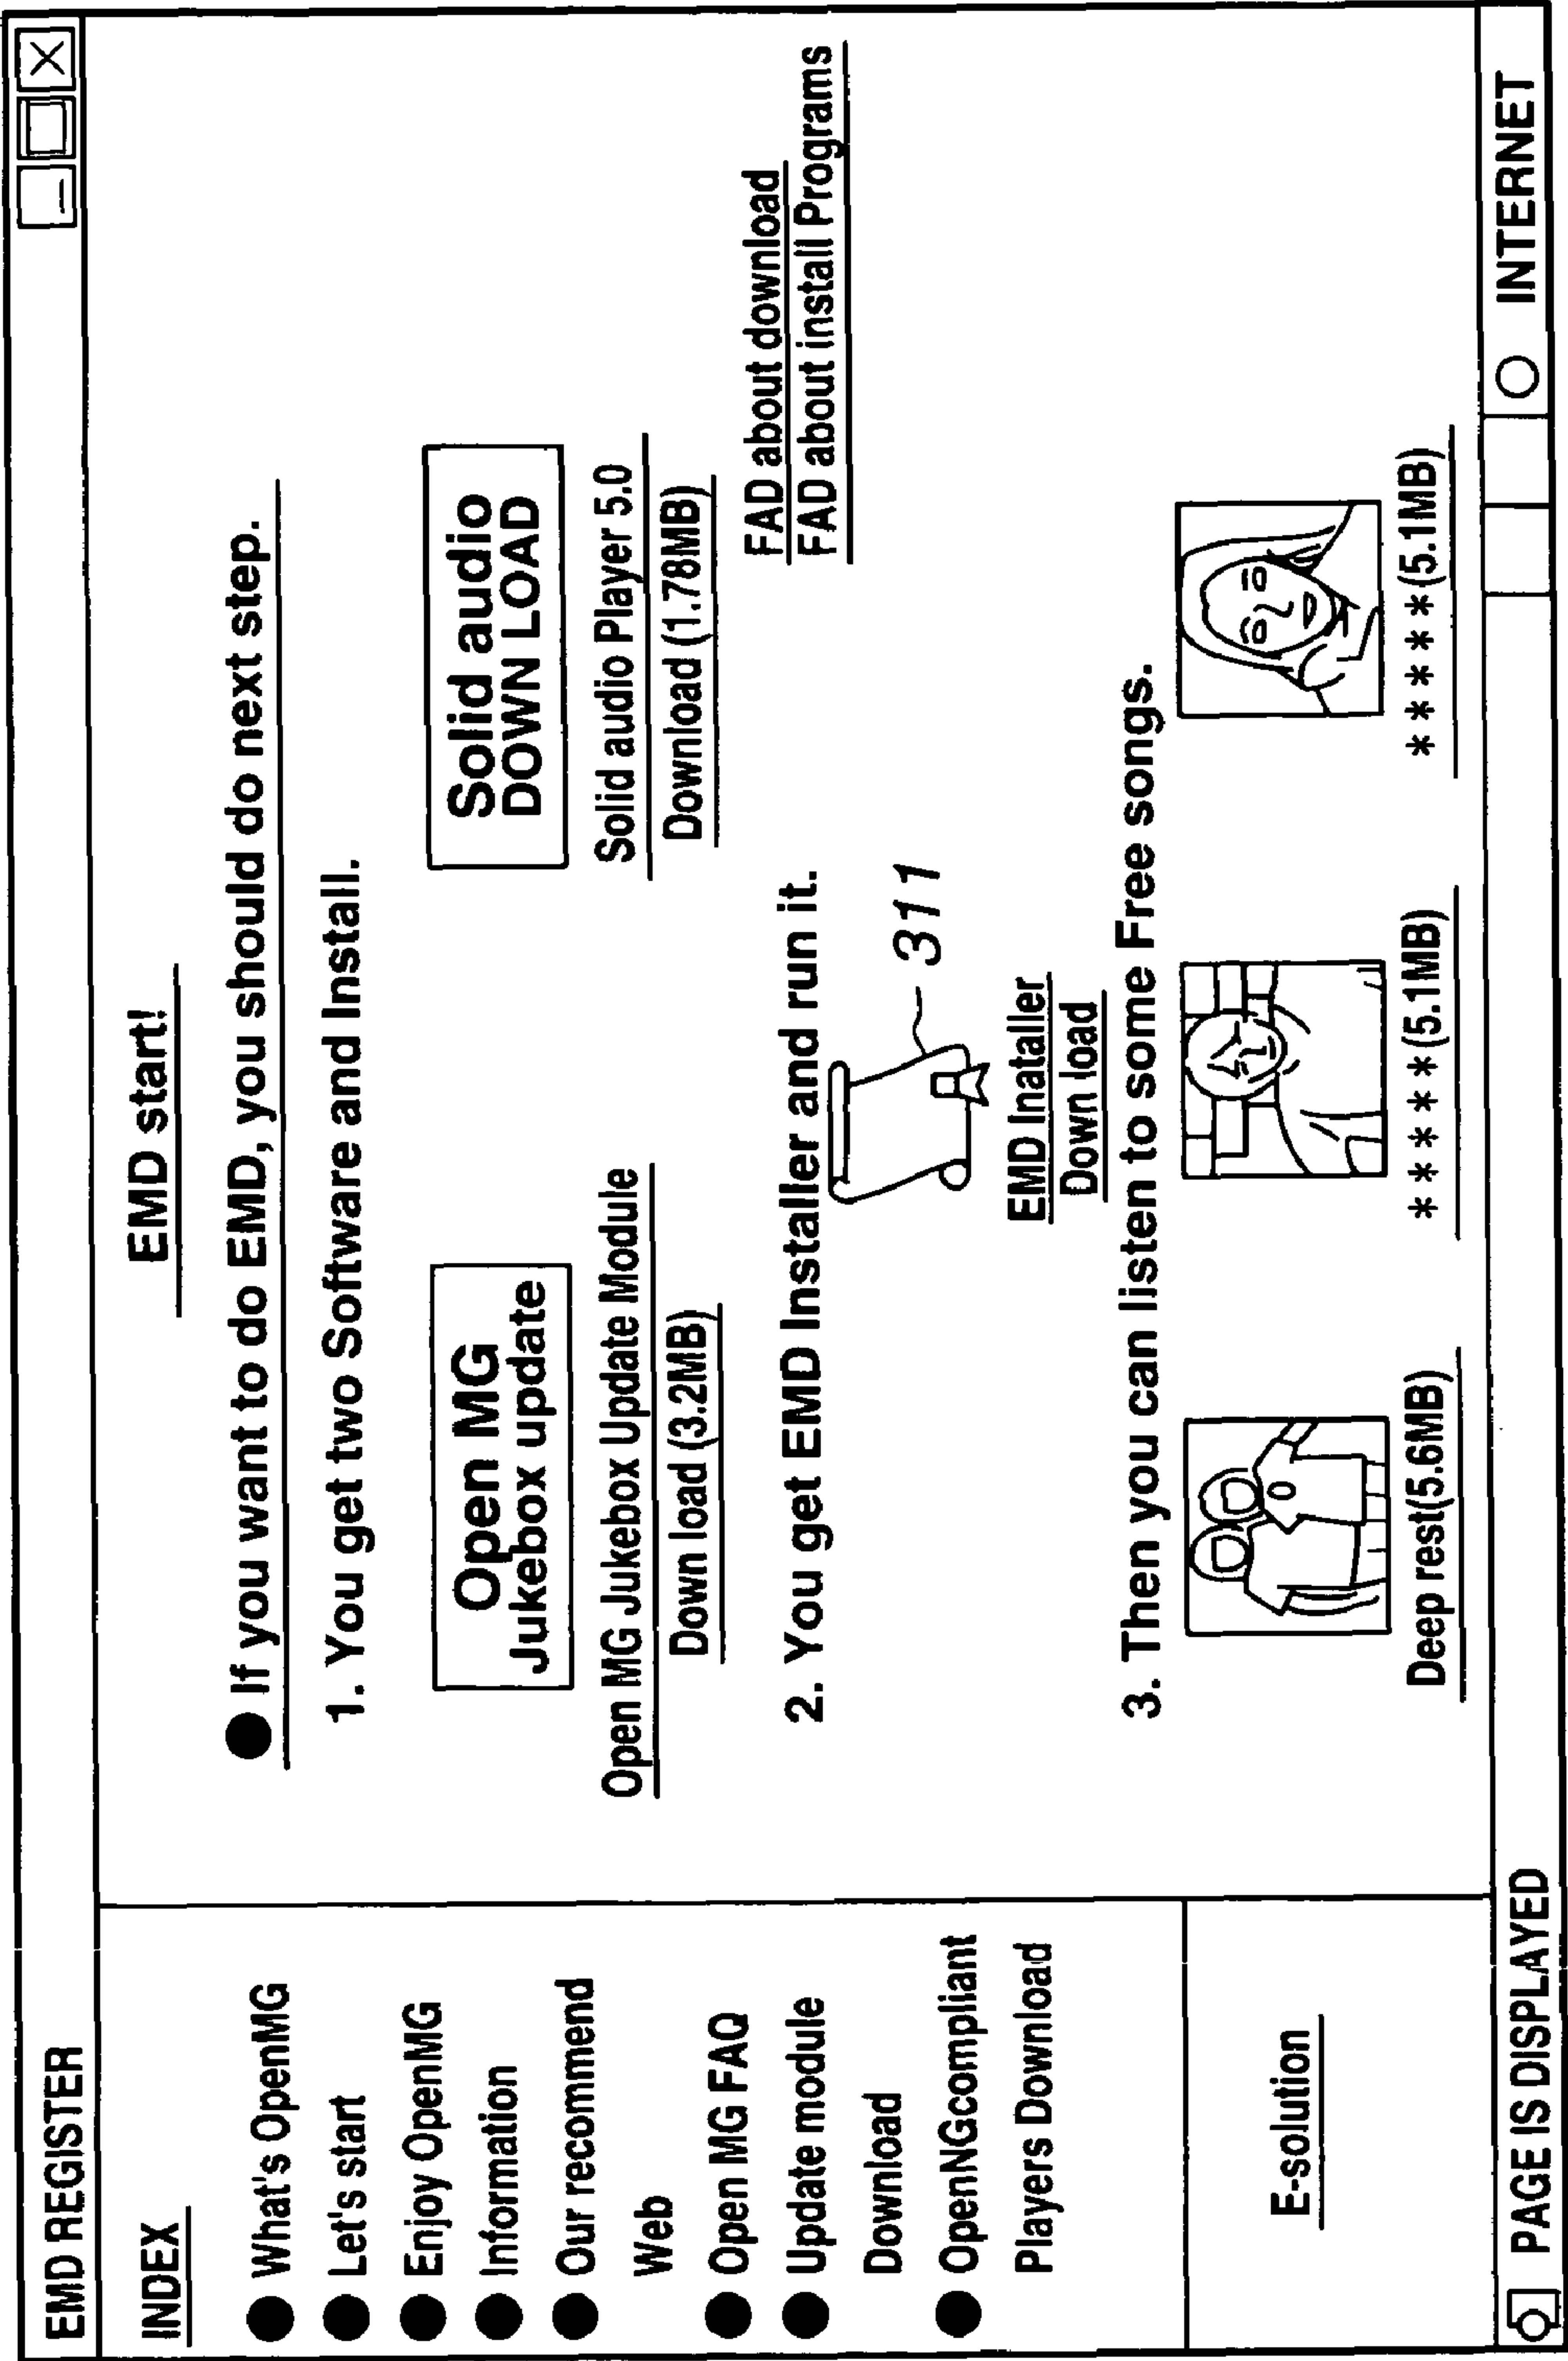 EMD REGISTER
INDEX
● What's OpenMG
● Let's start
● Enjoy OpenMG
● Information
● Our recommend
Web
● Open MG FAQ
● Update module
Download
● OpenNGcompliant
Players Download
E-solution
EMD start!
● If you want to do EMD, you should do next step.
1. You get two Software and Install.
Open MG
Jukebox update
Open MG Jukebox Update Module
Down load (3.2MB)
Solid audio
DOWN LOAD
Solid audio Player 5.0
Download (1.78MB)
FAD about download
FAD about install Programs
2. You get EMD Installer and run it.
311
EMD Inataller
Down load
3. Then you can listen to some Free songs.
Deep rest(5.6MB)
*****(5.1MB)
*****(5.1MB)
PAGE IS DISPLAYED
INTERNET